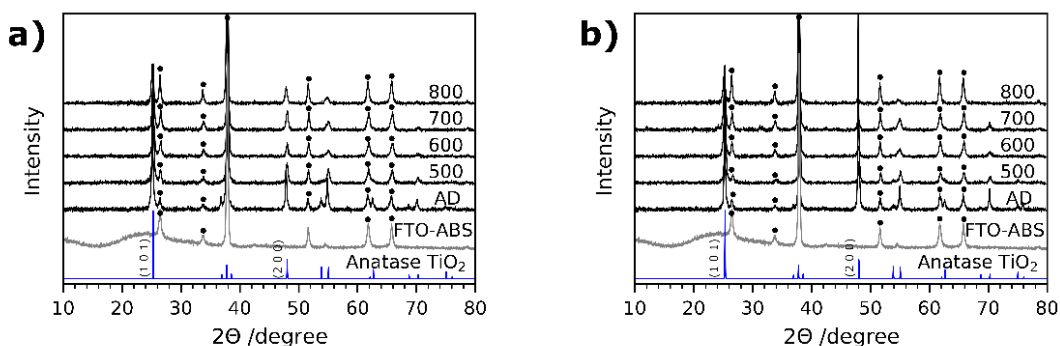 a)
Intensity
800
700
600
500
AD
FTO-ABS
Anatase TiO₂
(1 0 1)
(2 0 0)
10 20 30 40 50 60 70 80
2Θ /degree
b)
Intensity
800
700
600
500
AD
FTO-ABS
Anatase TiO₂
(1 0 1)
(2 0 0)
10 20 30 40 50 60 70 80
2Θ /degree